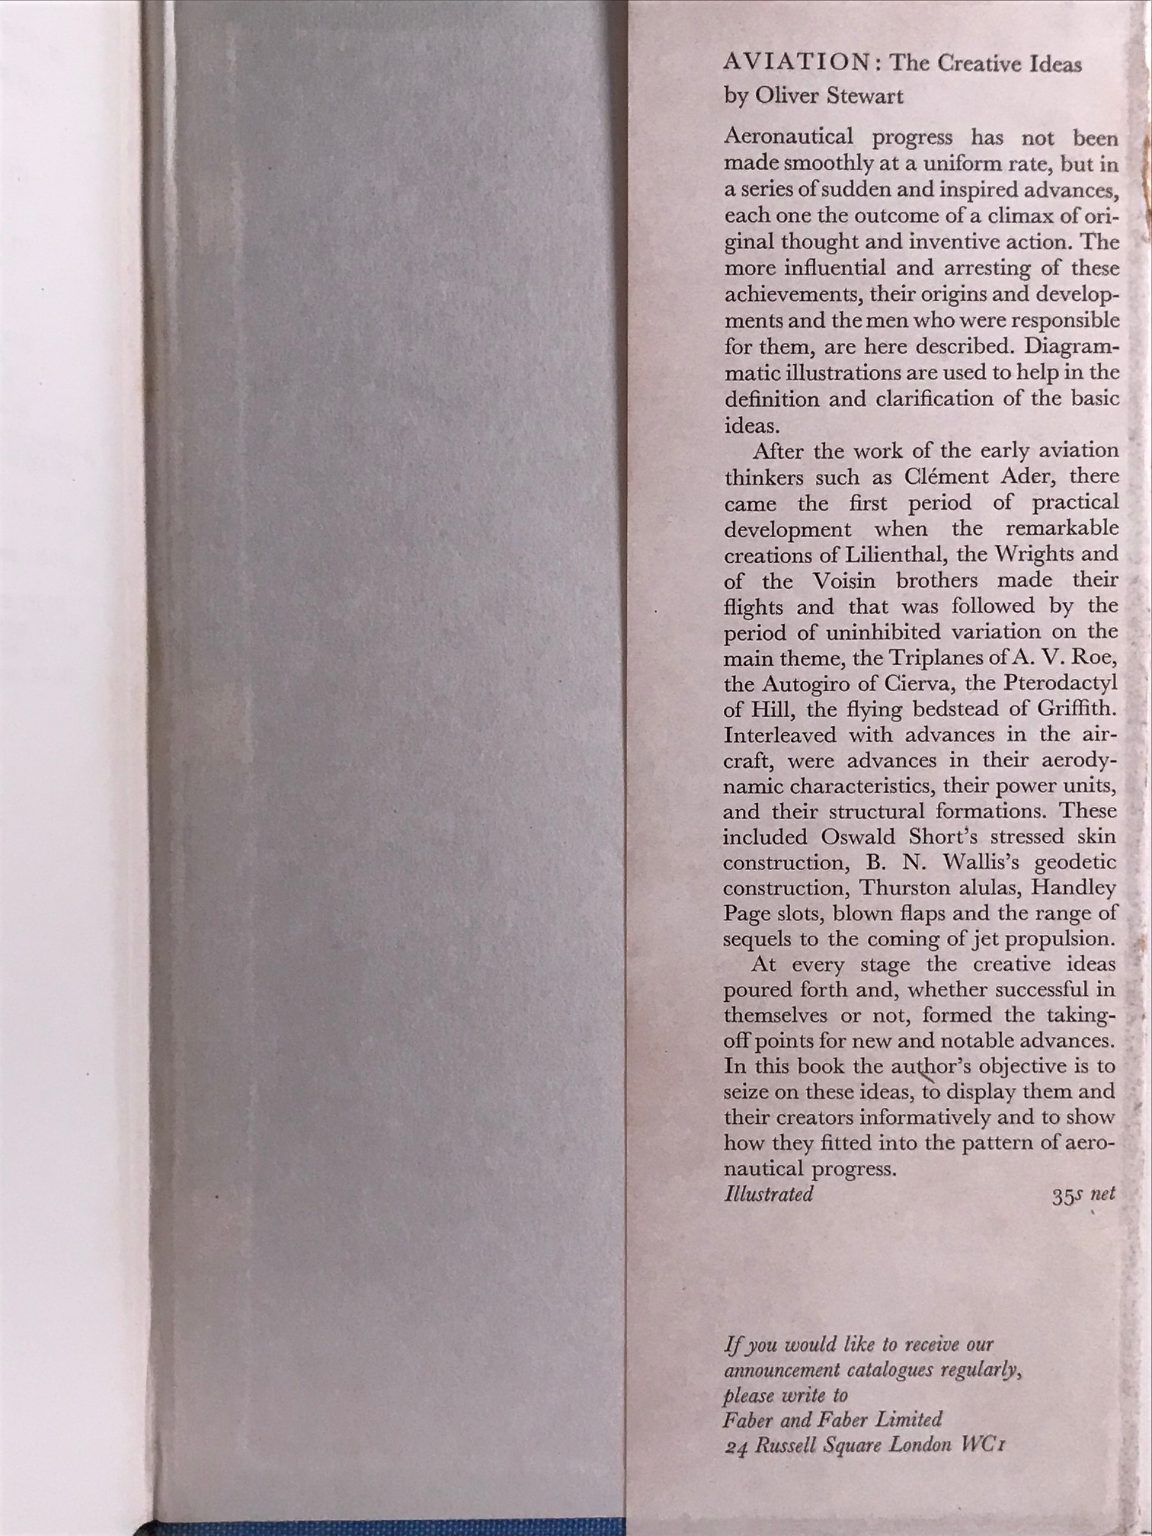 AVIATION: The Creative Ideas
by Oliver Stewart
Aeronautical progress has not been
made smoothly at a uniform rate, but in
a series of sudden and inspired advances,
each one the outcome of a climax of ori-
ginal thought and inventive action. The
more influential and arresting of these
achievements, their origins and develop-
ments and the men who were responsible
for them, are here described. Diagram-
matic illustrations are used to help in the
definition and clarification of the basic
ideas.
After the work of the early aviation
thinkers such as Clément Ader, there
came the first period of practical
development when the remarkable
creations of Lilienthal, the Wrights and
of the Voisin brothers made their
flights and that was followed by the
period of uninhibited variation on the
main theme, the Triplanes of A. V. Roe,
the Autogiro of Cierva, the Pterodactyl
of Hill, the flying bedstead of Griffith.
Interleaved with advances in the air-
craft, were advances in their aerody-
namic characteristics, their power units,
and their structural formations. These
included Oswald Short's stressed skin
construction, B. N. Wallis's geodetic
construction, Thurston alulas, Handley
Page slots, blown flaps and the range of
sequels to the coming of jet propulsion.
At every stage the creative ideas
poured forth and, whether successful in
themselves or not, formed the taking-
off points for new and notable advances.
In this book the author's objective is to
seize on these ideas, to display them and
their creators informatively and to show
how they fitted into the pattern of aero-
nautical progress.
Illustrated 35s net
If you would like to receive our
announcement catalogues regularly,
please write to
Faber and Faber Limited
24 Russell Square London WC1